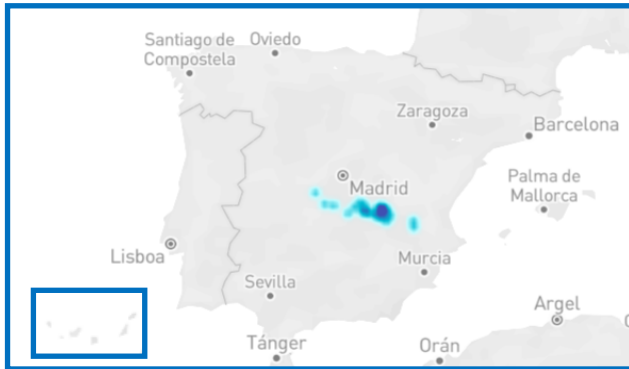 Santiago de
Compostela
Oviedo
Zaragoza
Barcelona
Madrid
Palma de
Mallorca
Lisboa
Murcia
Sevilla
Argel
Tánger
Orán